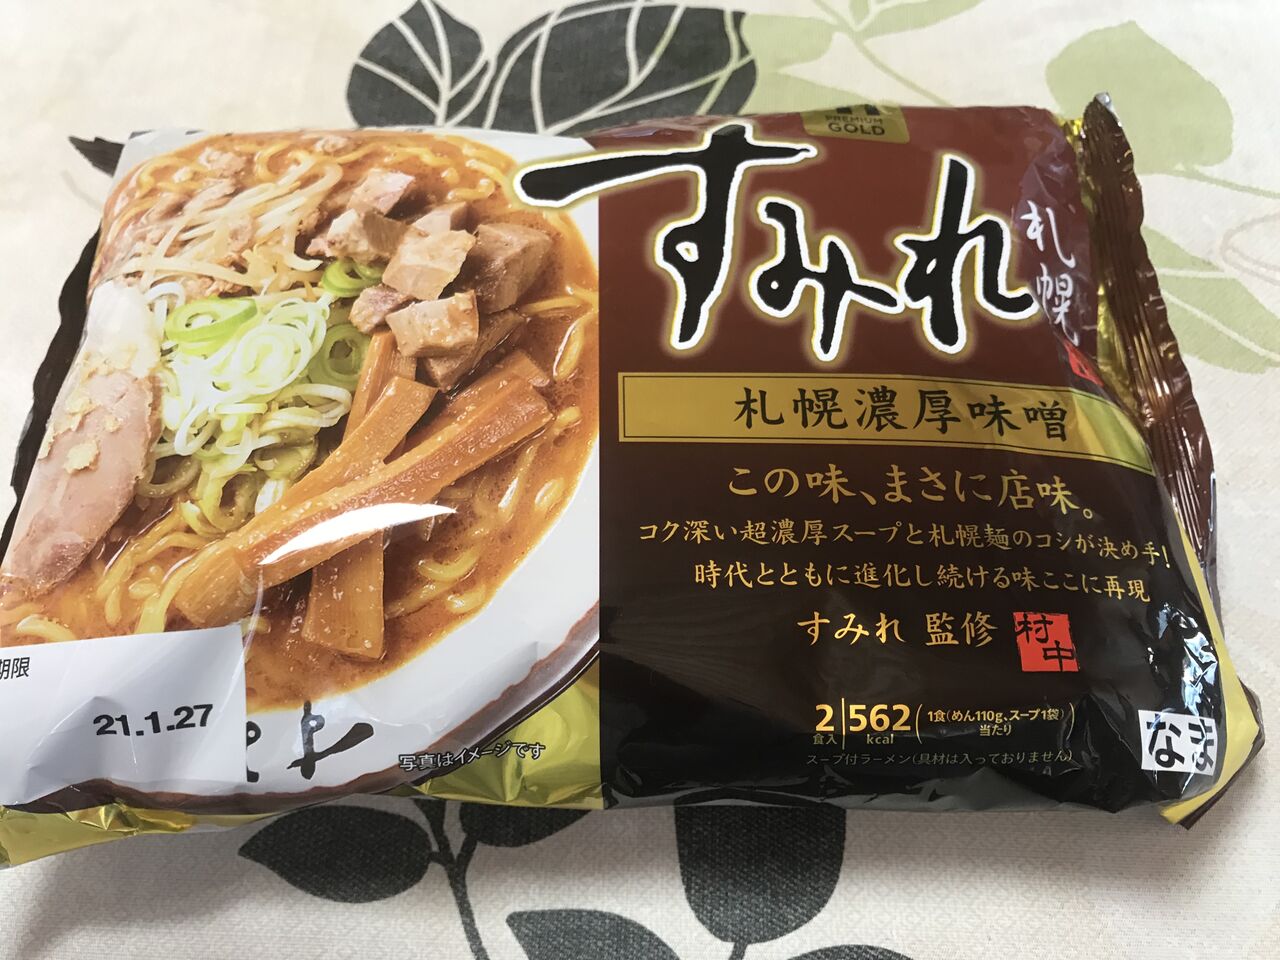 PREMIUM
GOLD
すみれ
札幌
札幌濃厚味噌
この味、まさに店味。
コク深い超濃厚スープと札幌麺のコシが決め手!
時代とともに進化し続ける味ここに再現
すみれ 監修
村中
2食入 562kcal (1食(めん110g、スープ1袋)当たり)
スープ付ラーメン(具材は入っておりません)
なま
期限
21.1.27
写真はイメージです